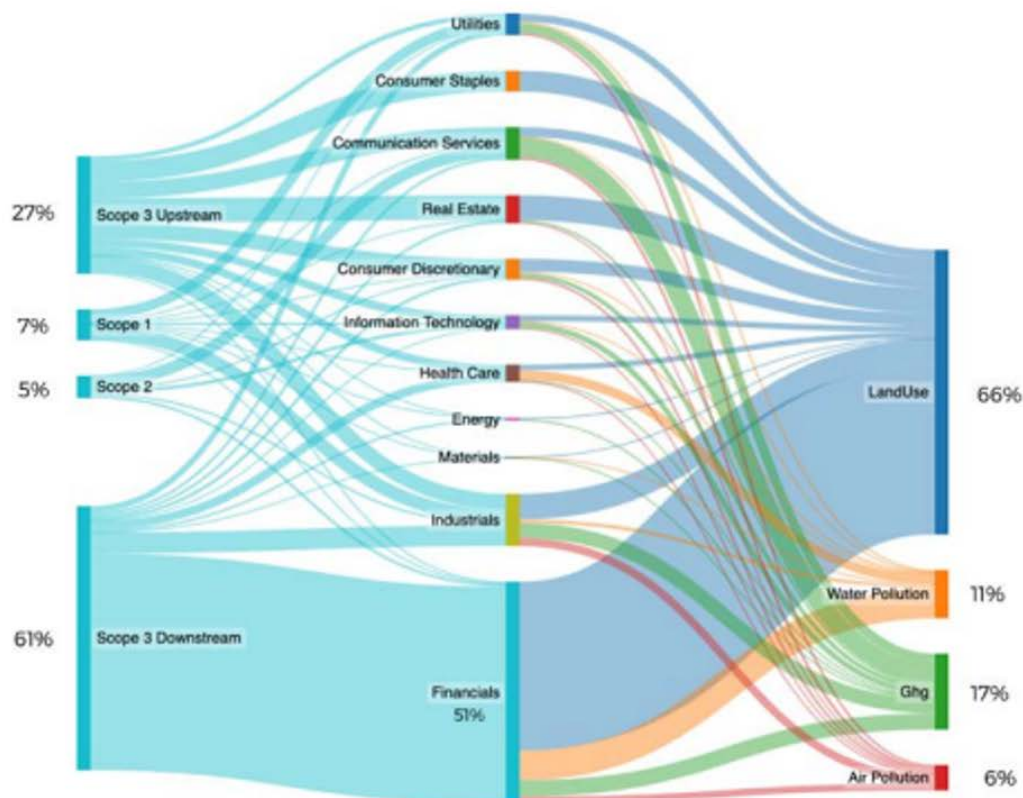 27%
Scope 3 Upstream
7%
Scope 1
5%
Scope 2
61%
Scope 3 Downstream
Utilities
Consumer Staples
Communication Services
Real Estate
Consumer Discretionary
Information Technology
Health Care
Energy
Materials
Industrials
Financials
51%
LandUse
66%
Water Pollution
11%
Ghg
17%
Air Pollution
6%